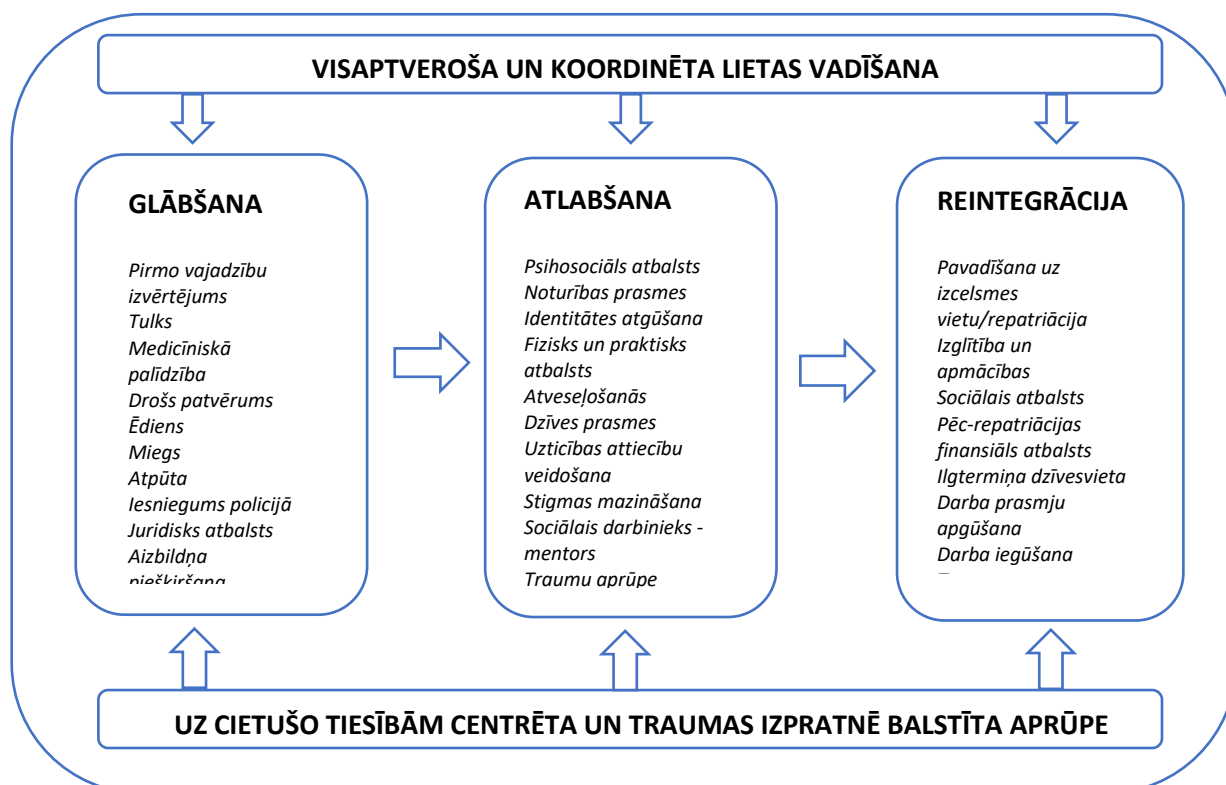 VISAPTVEROŠA UN KOORDINĒTA LIETAS VADĪŠANA
GLĀBŠANA
Pirmo vajadzību
izvērtējums
Tulks
Medicīniskā
palīdzība
Drošs patvērums
Ēdiens
Miegs
Atpūta
Iesniegums policijā
Juridisks atbalsts
Aizbildņa
piešķiršana
ATLABŠANA
Psihosociāls atbalsts
Noturības prasmes
Identitātes atgūšana
Fizisks un praktisks
atbalsts
Atveseļošanās
Dzīves prasmes
Uzticības attiecību
veidošana
Stigmas mazināšana
Sociālais darbinieks -
mentors
Traumu aprūpe
REINTEGRĀCIJA
Pavadīšana uz
izcelsmes
vietu/repatriācija
Izglītība un
apmācības
Sociālais atbalsts
Pēc-repatriācijas
finansiāls atbalsts
Ilgtermiņa dzīvesvieta
Darba prasmju
apgūšana
Darba iegūšana
UZ CIETUŠO TIESĪBĀM CENTRĒTA UN TRAUMAS IZPRATNĒ BALSTĪTA APRŪPE